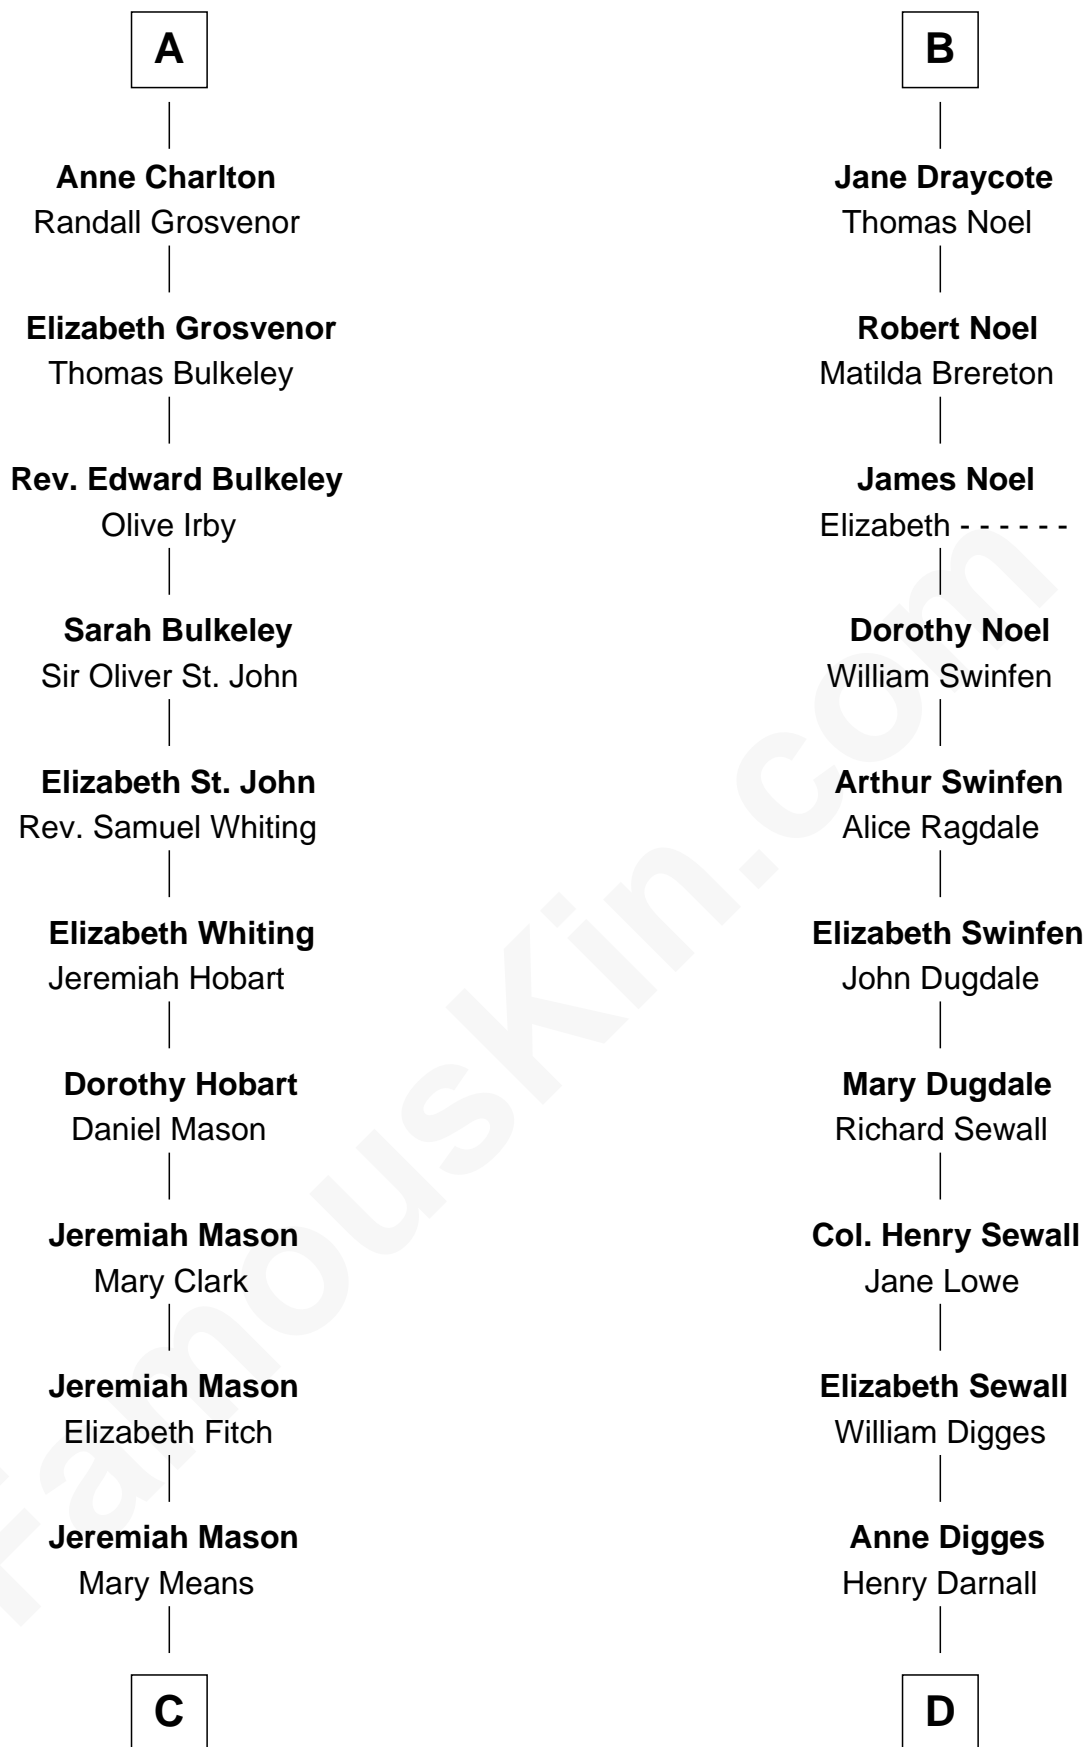 A
Anne Charlton
Randall Grosvenor
Elizabeth Grosvenor
Thomas Bulkeley
Rev. Edward Bulkeley
Olive Irby
Sarah Bulkeley
Sir Oliver St. John
Elizabeth St. John
Rev. Samuel Whiting
Elizabeth Whiting
Jeremiah Hobart
Dorothy Hobart
Daniel Mason
Jeremiah Mason
Mary Clark
Jeremiah Mason
Elizabeth Fitch
Jeremiah Mason
Mary Means
C
B
Jane Draycote
Thomas Noel
Robert Noel
Matilda Brereton
James Noel
Elizabeth - - - - - -
Dorothy Noel
William Swinfen
Arthur Swinfen
Alice Ragdale
Elizabeth Swinfen
John Dugdale
Mary Dugdale
Richard Sewall
Col. Henry Sewall
Jane Lowe
Elizabeth Sewall
William Digges
Anne Digges
Henry Darnall
D
FamousKin.com